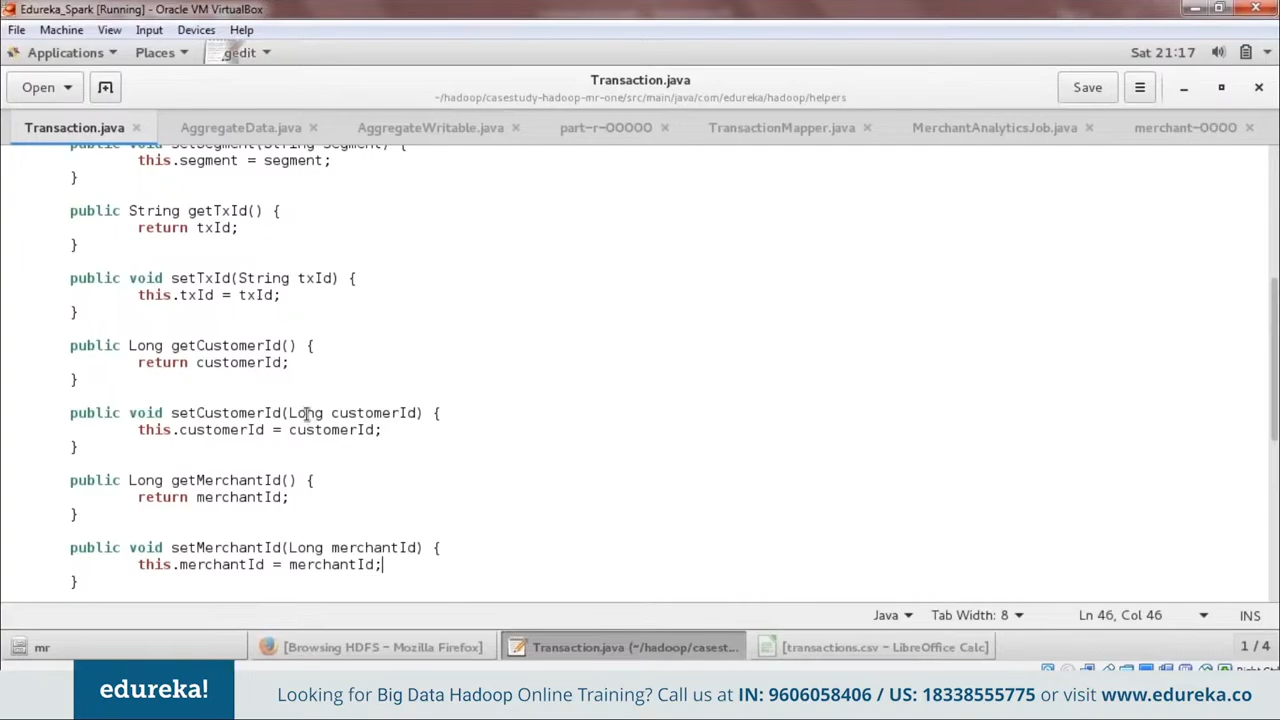 Edureka_Spark [Running] - Oracle VM VirtualBox
File Machine View Input Devices Help
Applications Places gedit Sat 21:17
Open Transaction.java Save
~/hadoop/casestudy-hadoop-mr-one/src/main/java/com/edureka/hadoop/helpers
Transaction.java AggregateData.java AggregateWritable.java part-r-00000 TransactionMapper.java MerchantAnalyticsJob.java merchant-0000
public void setSegment(String segment) {
this.segment = segment;
}
public String getTxId() {
return txId;
}
public void setTxId(String txId) {
this.txId = txId;
}
public Long getCustomerId() {
return customerId;
}
public void setCustomerId(Long customerId) {
this.customerId = customerId;
}
public Long getMerchantId() {
return merchantId;
}
public void setMerchantId(Long merchantId) {
this.merchantId = merchantId;
}
Java Tab Width: 8 Ln 46, Col 46 INS
mr [Browsing HDFS - Mozilla Firefox] Transaction.java (~/hadoop/casest... [transactions.csv - LibreOffice Calc] 1 / 4
edureka! Looking for Big Data Hadoop Online Training? Call us at IN: 9606058406 / US: 18338555775 or visit www.edureka.co